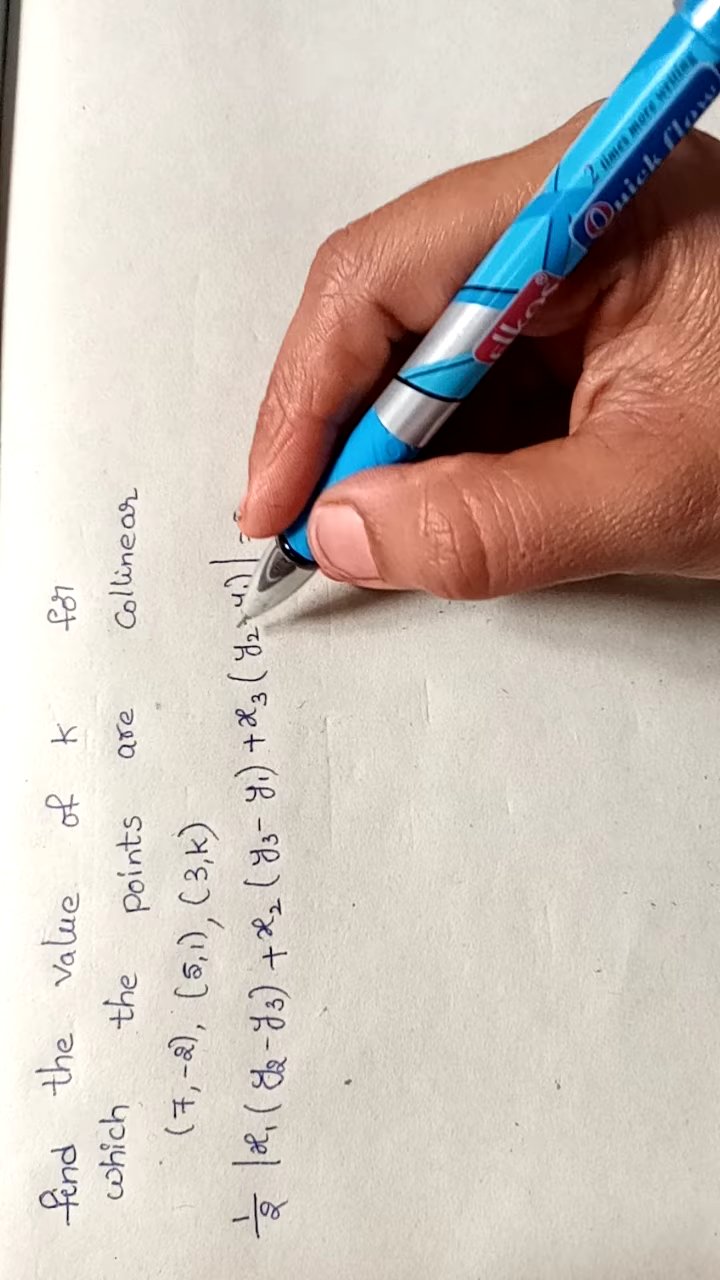 find the value of k for
which the points are collinear
(7,-2), (5,1), (3,k)
1/2 |x₁(y₂-y₃)+x₂(y₃-y₁)+x₃(y₂-y₁)| =
elkos
Quick flow
2 times more writing